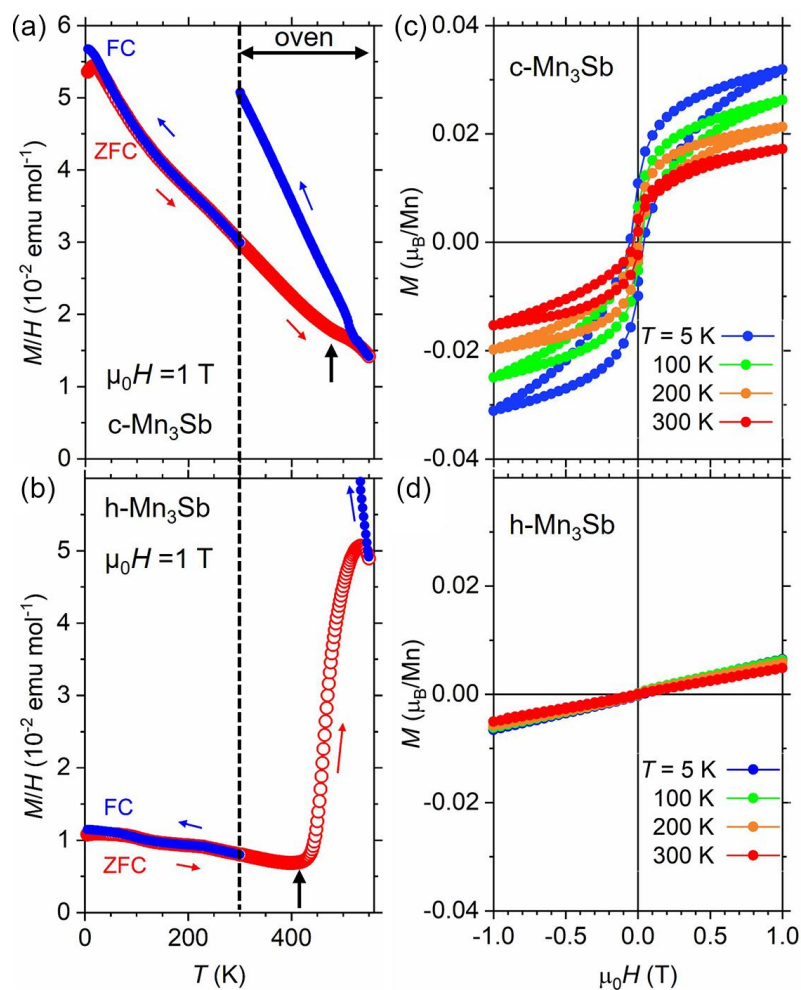 (a)
6
5
4
3
2
1
0
M/H (10⁻² emu mol⁻¹)
FC
ZFC
oven
μ₀H =1 T
c-Mn₃Sb
(b)
5
4
3
2
1
0
M/H (10⁻² emu mol⁻¹)
h-Mn₃Sb
μ₀H =1 T
FC
ZFC
0 200 400
T (K)
(c)
0.04
0.02
0.00
-0.02
-0.04
M (μB/Mn)
c-Mn₃Sb
T = 5 K
100 K
200 K
300 K
(d)
0.02
0.00
-0.02
-0.04
M (μB/Mn)
h-Mn₃Sb
T = 5 K
100 K
200 K
300 K
-1.0 -0.5 0.0 0.5 1.0
μ₀H (T)